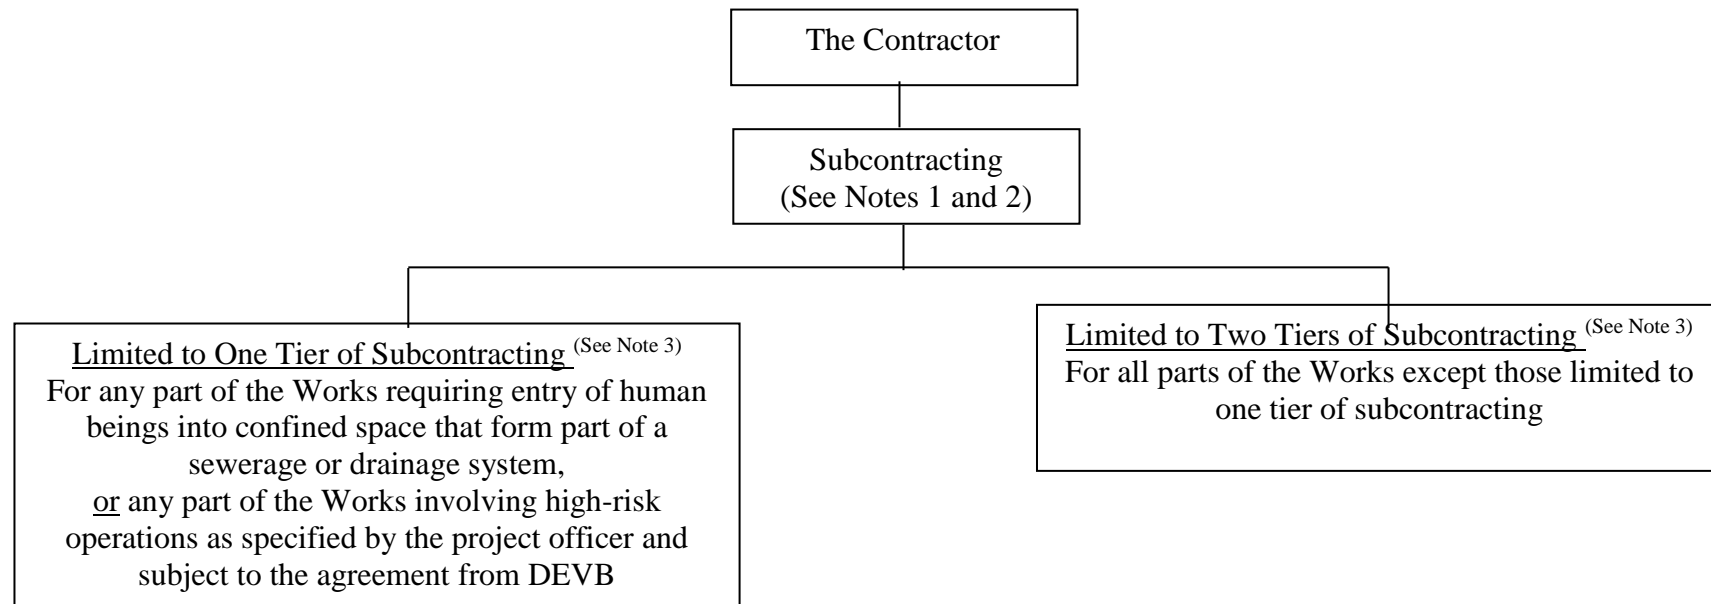 The Contractor
Subcontracting
(See Notes 1 and 2)
Limited to One Tier of Subcontracting (See Note 3)
For any part of the Works requiring entry of human
beings into confined space that form part of a
sewerage or drainage system,
or any part of the Works involving high-risk
operations as specified by the project officer and
subject to the agreement from DEVB
Limited to Two Tiers of Subcontracting (See Note 3)
For all parts of the Works except those limited to
one tier of subcontracting